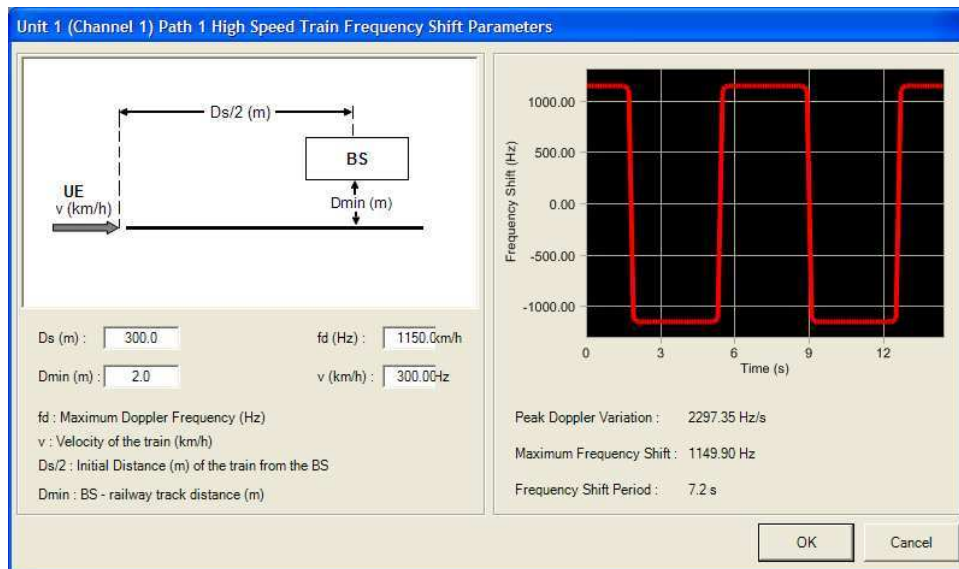 Unit 1 (Channel 1) Path 1 High Speed Train Frequency Shift Parameters
Ds/2 (m)
BS
UE
v (km/h)
Dmin (m)
Ds (m) : 300.0
fd (Hz) : 1150.0km/h
Dmin (m) : 2.0
v (km/h) : 300.00Hz
fd : Maximum Doppler Frequency (Hz)
v : Velocity of the train (km/h)
Ds/2 : Initial Distance (m) of the train from the BS
Dmin : BS - railway track distance (m)
Frequency Shift (Hz)
1000.00
500.00
0.00
-500.00
-1000.00
0 3 6 9 12
Time (s)
Peak Doppler Variation : 2297.35 Hz/s
Maximum Frequency Shift : 1149.90 Hz
Frequency Shift Period : 7.2 s
OK
Cancel